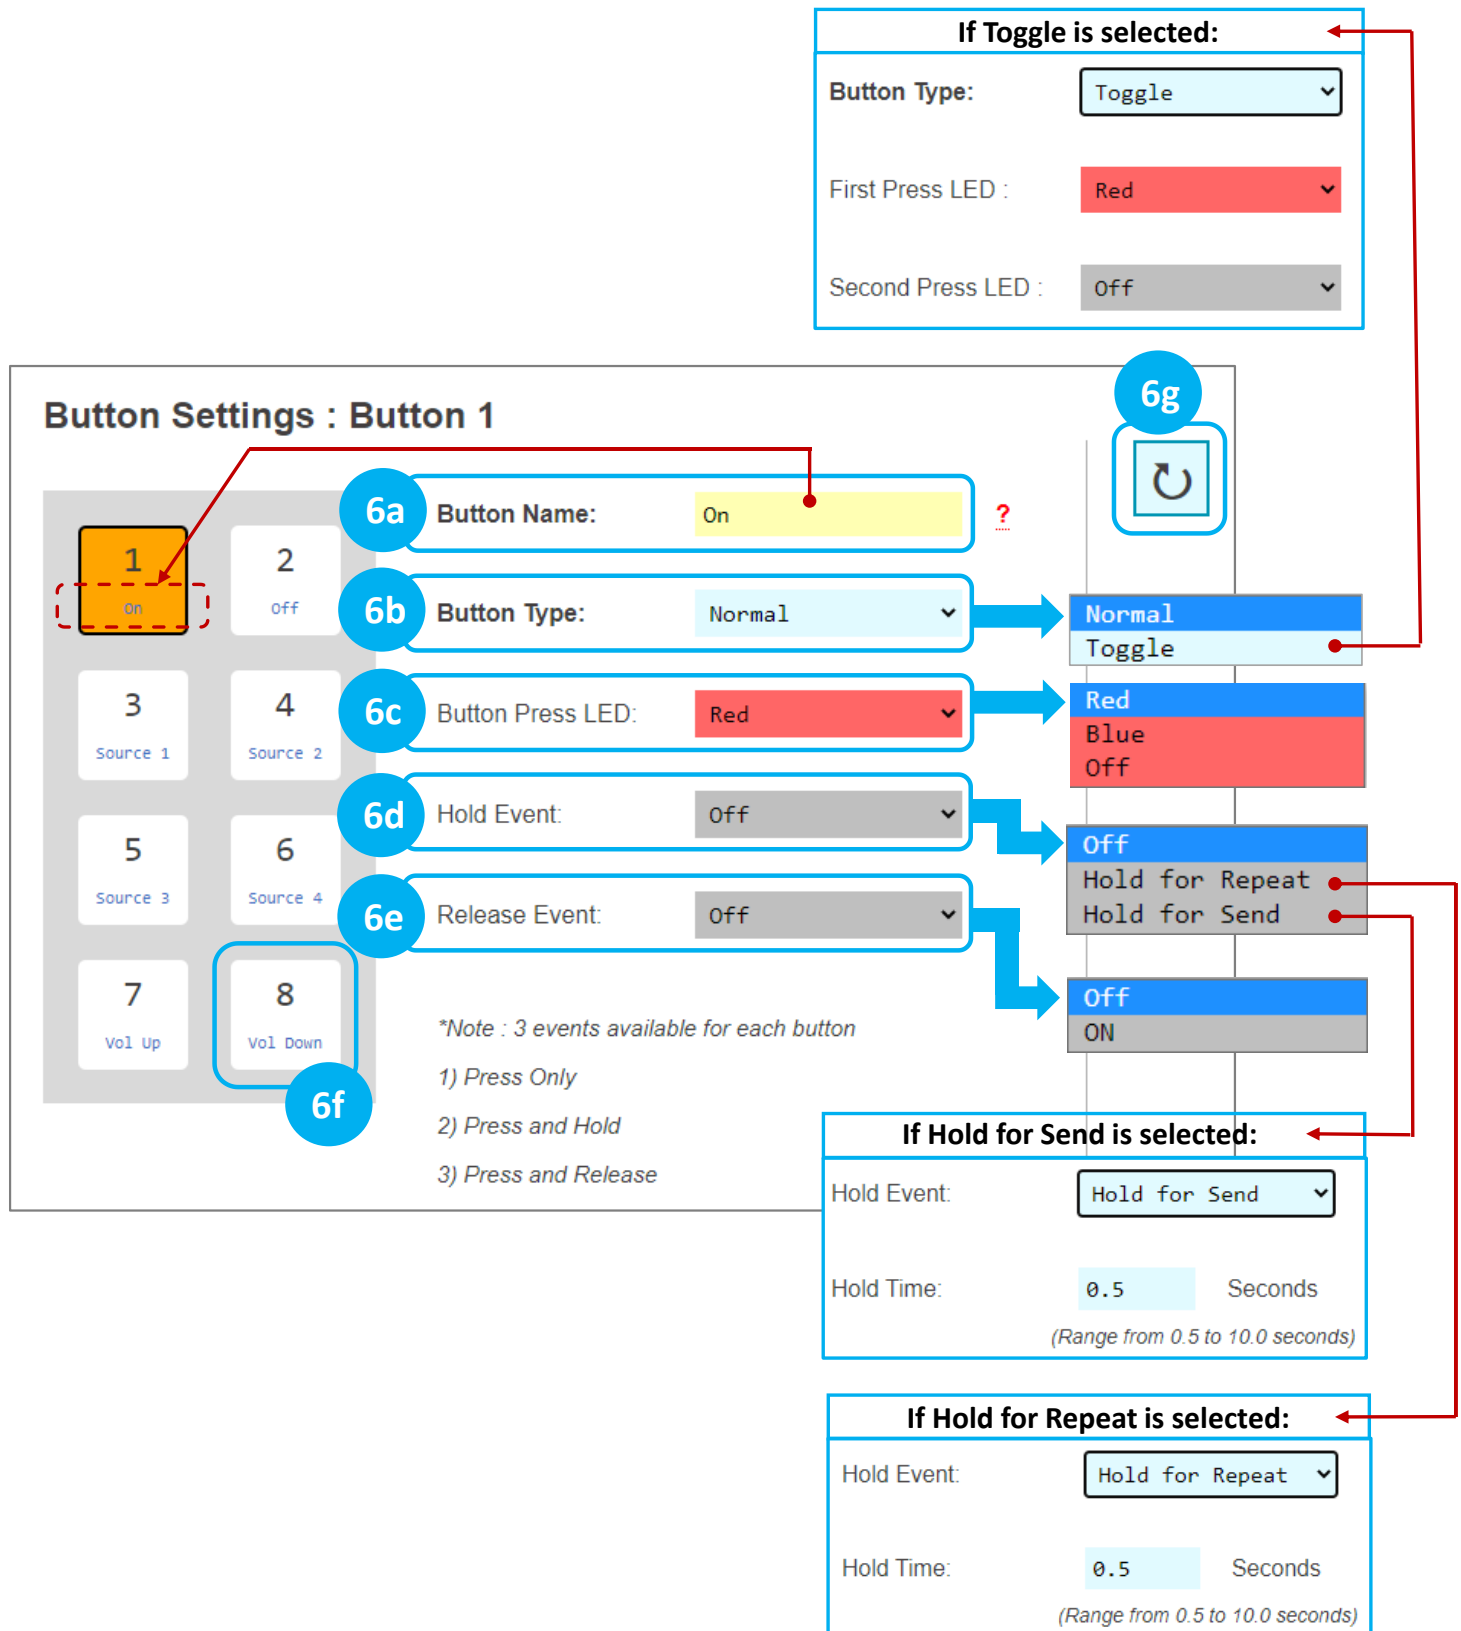 If Toggle is selected:
Button Type: Toggle
First Press LED : Red
Second Press LED : Off
6g
Button Settings : Button 1
6a Button Name: On ?
1 On
2 Off
6b Button Type: Normal
Normal
Toggle
3 Source 1
4 Source 2
6c Button Press LED: Red
Red
Blue
Off
6d Hold Event: Off
Off
Hold for Repeat
Hold for Send
5 Source 3
6 Source 4
6e Release Event: Off
Off
ON
7 Vol Up
8 Vol Down
6f
*Note : 3 events available for each button
1) Press Only
2) Press and Hold
3) Press and Release
If Hold for Send is selected:
Hold Event: Hold for Send
Hold Time: 0.5 Seconds
(Range from 0.5 to 10.0 seconds)
If Hold for Repeat is selected:
Hold Event: Hold for Repeat
Hold Time: 0.5 Seconds
(Range from 0.5 to 10.0 seconds)